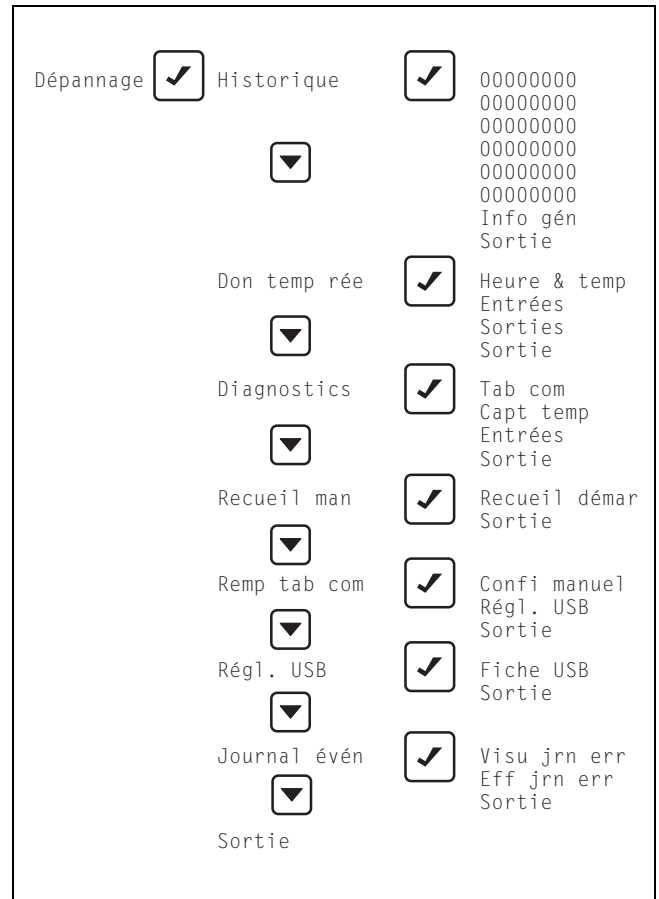 Dépannage Historique 00000000
00000000
00000000
00000000
00000000
00000000
Info gén
Sortie
Don temp rée Heure & temp
Entrées
Sorties
Sortie
Diagnostics Tab com
Capt temp
Entrées
Sortie
Recueil man Recueil démar
Sortie
Remp tab com Confi manuel
Régl. USB
Sortie
Régl. USB Fiche USB
Sortie
Journal évén Visu jrn err
Eff jrn err
Sortie
Sortie